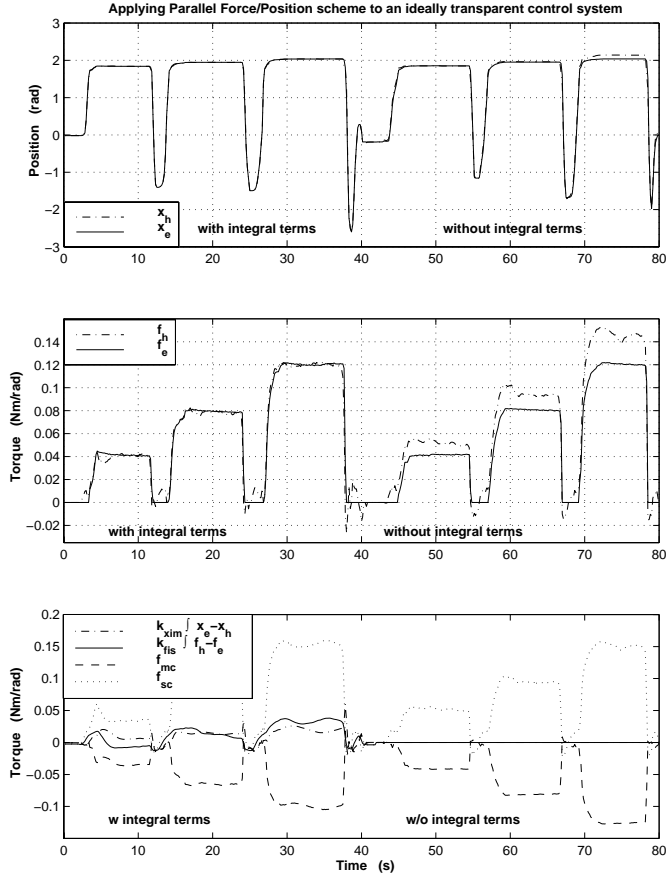 Applying Parallel Force/Position scheme to an ideally transparent control system
3
2
1
0
−1
−2
−3
Position (rad)
x_h
x_e
with integral terms
without integral terms
0 10 20 30 40 50 60 70 80
0.14
0.12
0.10
0.08
0.06
0.04
0.02
0
−0.02
Torque (Nm/rad)
f_h
f_e
with integral terms
without integral terms
0 10 20 30 40 50 60 70 80
0.2
0.15
0.1
0.05
0
−0.05
−0.1
Torque (Nm/rad)
k_xim ∫ x_e−x_h
k_fis ∫ f_h−f_e
f_mc
f_sc
w integral terms
w/o integral terms
0 10 20 30 40 50 60 70 80
Time (s)